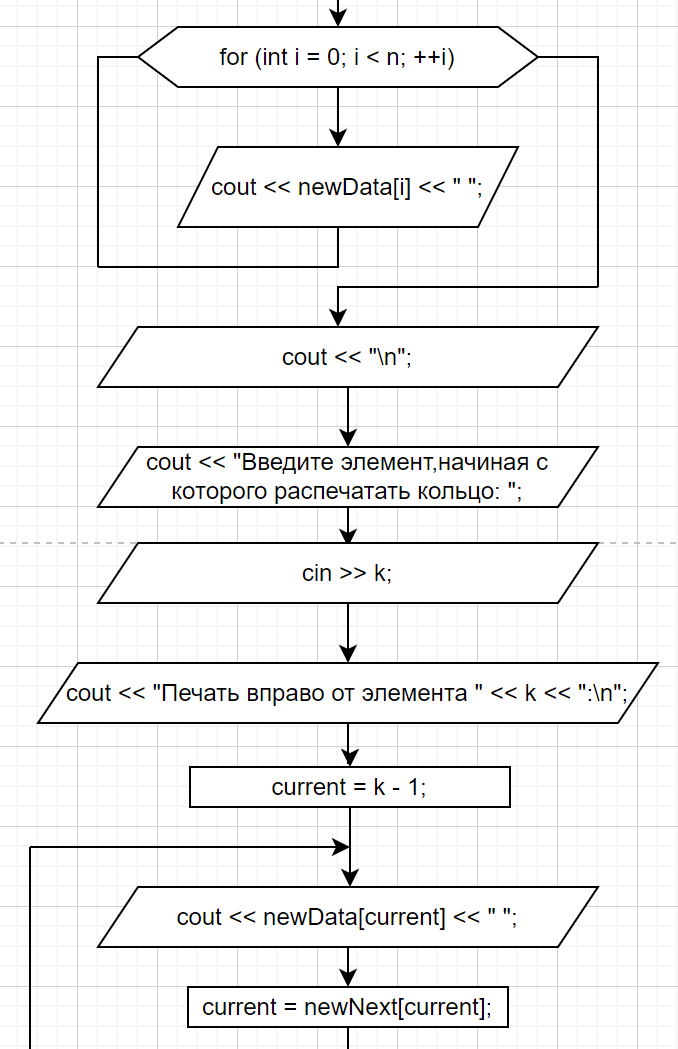 for (int i = 0; i < n; ++i)
cout << newData[i] << " ";
cout << "\n";
cout << "Введите элемент,начиная с
которого распечатать кольцо: ";
cin >> k;
cout << "Печать вправо от элемента " << k << ":\n";
current = k - 1;
cout << newData[current] << " ";
current = newNext[current];